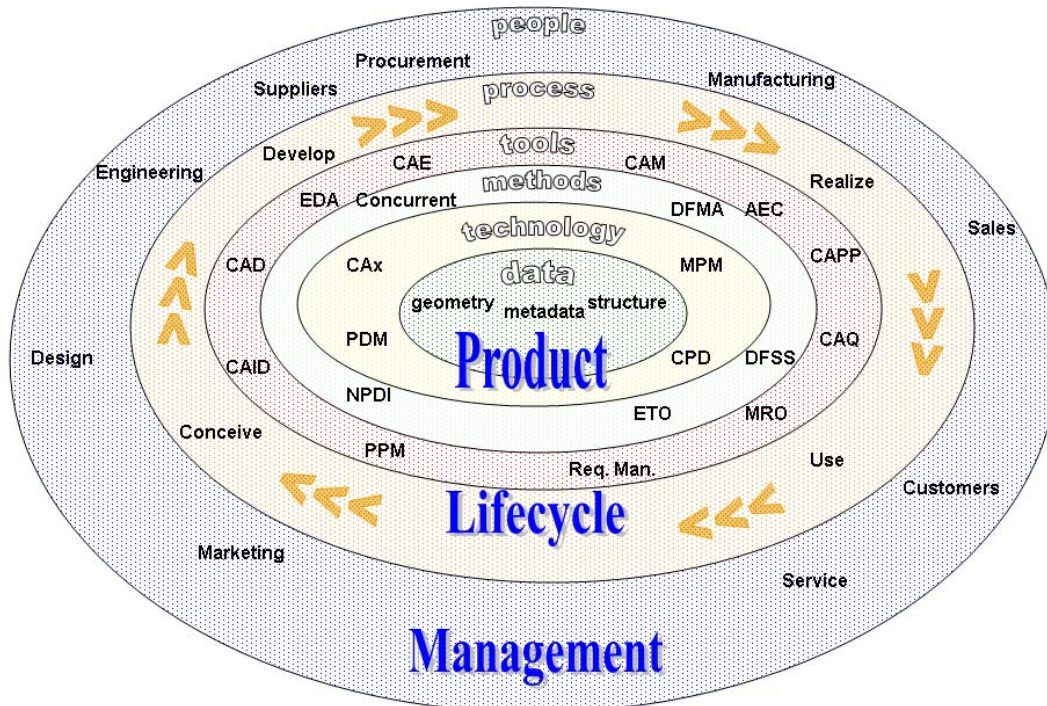 people
Procurement
Manufacturing
Suppliers
process
Develop
tools
CAE
CAM
Engineering
Realize
methods
EDA
Concurrent
DFMA
AEC
Sales
technology
CAD
CAx
MPM
CAPP
data
geometry
metadata
structure
PDM
Product
CPD
DFSS
CAQ
Design
CAID
NPDI
ETO
MRO
Conceive
PPM
Req. Man.
Use
Customers
Lifecycle
Marketing
Service
Management